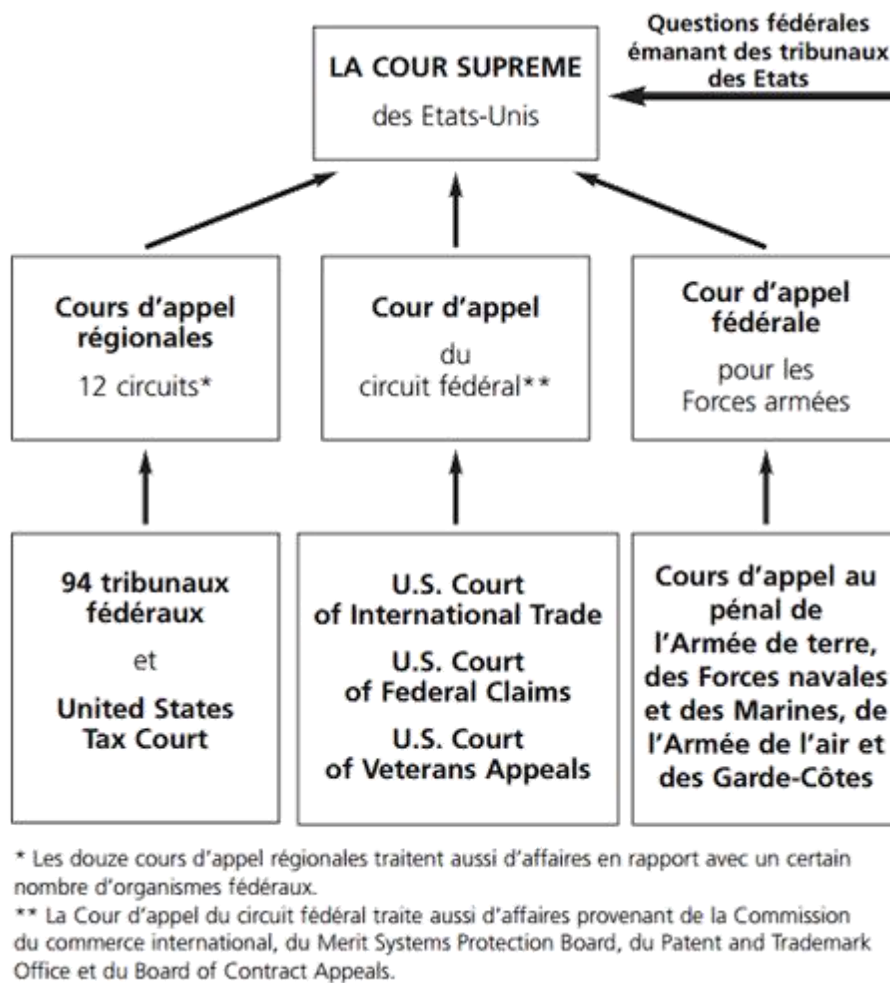 Questions fédérales
émanant des tribunaux
des Etats
LA COUR SUPREME
des Etats-Unis
Cours d'appel
régionales
12 circuits*
Cour d'appel
du
circuit fédéral**
Cour d'appel
fédérale
pour les
Forces armées
94 tribunaux
fédéraux
et
United States
Tax Court
U.S. Court
of International Trade
U.S. Court
of Federal Claims
U.S. Court
of Veterans Appeals
Cours d'appel au
pénal de
l'Armée de terre,
des Forces navales
et des Marines, de
l'Armée de l'air et
des Garde-Côtes
* Les douze cours d'appel régionales traitent aussi d'affaires en rapport avec un certain
nombre d'organismes fédéraux.
** La Cour d'appel du circuit fédéral traite aussi d'affaires provenant de la Commission
du commerce international, du Merit Systems Protection Board, du Patent and Trademark
Office et du Board of Contract Appeals.